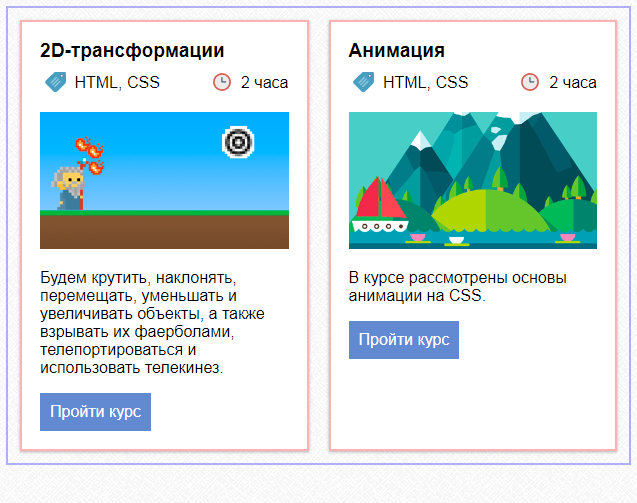 2D-трансформации
HTML, CSS
2 часа
Будем крутить, наклонять,
перемещать, уменьшать и
увеличивать объекты, а также
взрывать их фаерболами,
телепортироваться и
использовать телекинез.
Пройти курс
Анимация
HTML, CSS
2 часа
В курсе рассмотрены основы
анимации на CSS.
Пройти курс